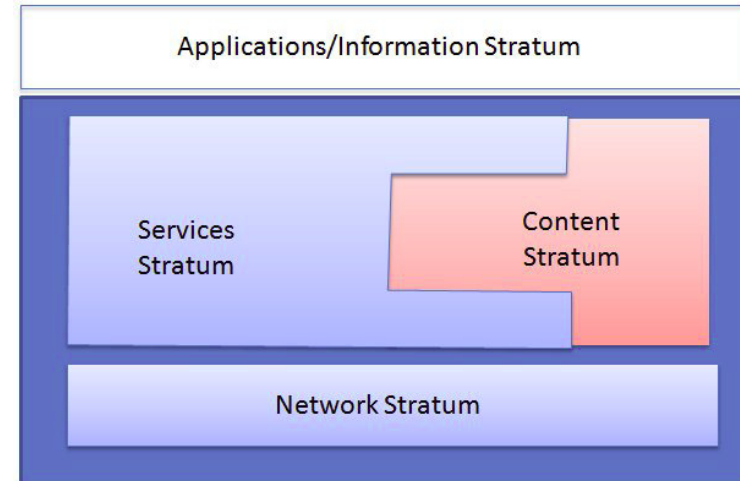 Applications/Information Stratum
Services
Stratum
Content
Stratum
Network Stratum